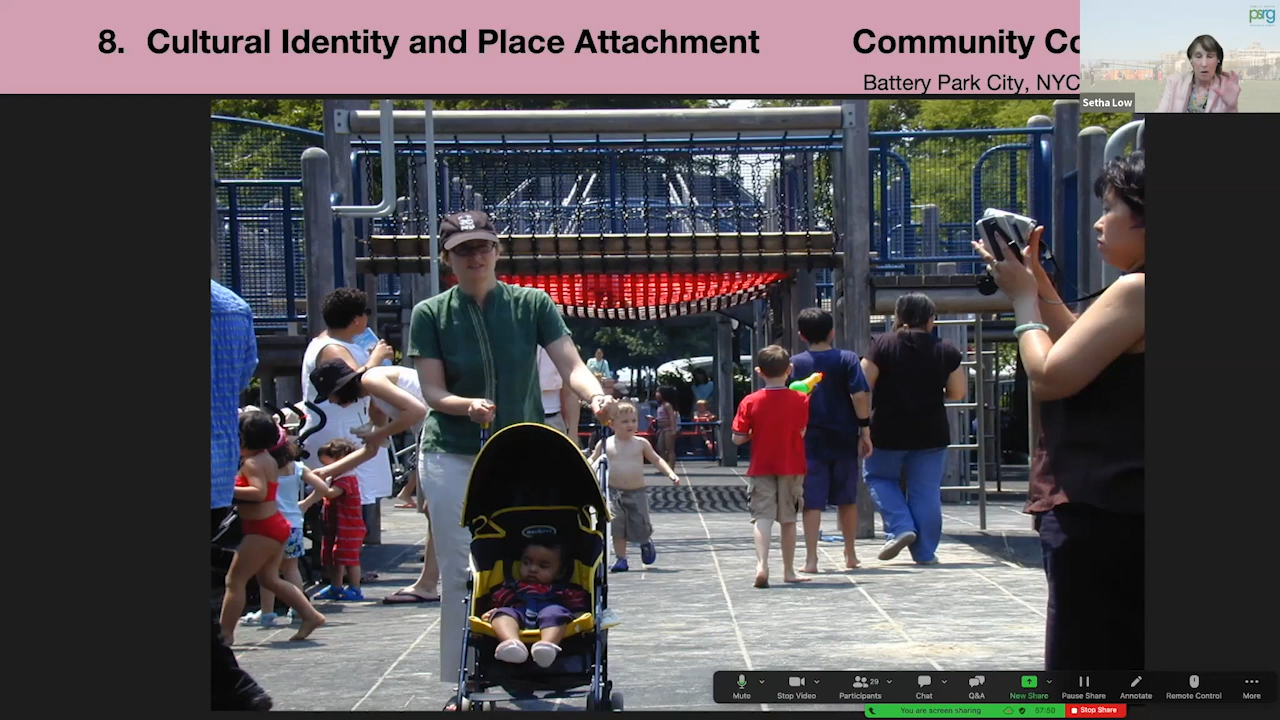 8. Cultural Identity and Place Attachment
Community Co
Battery Park City, NYC
psrg
Setha Low
Mute
Stop Video
29
Participants
Chat
Q&A
New Share
Pause Share
Annotate
Remote Control
More
You are screen sharing
57:50
Stop Share